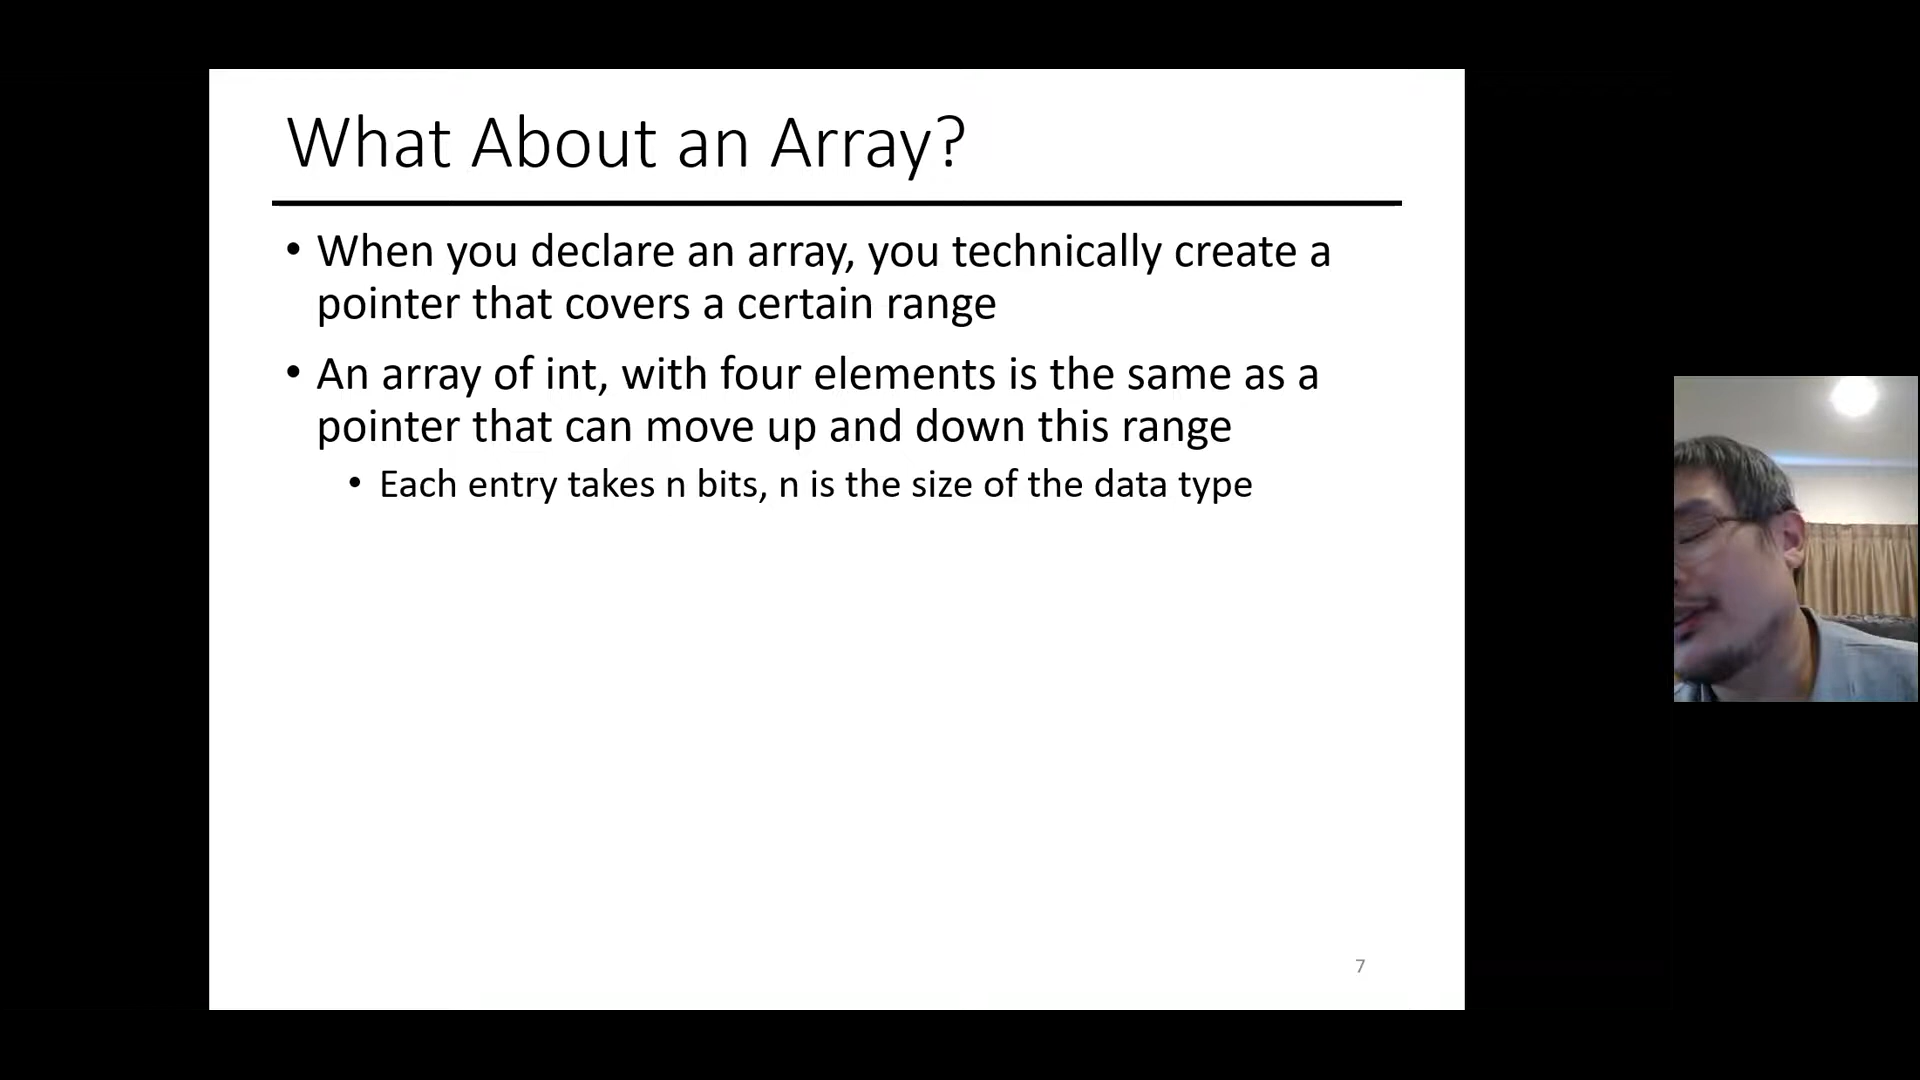 What About an Array?
• When you declare an array, you technically create a
pointer that covers a certain range
• An array of int, with four elements is the same as a
pointer that can move up and down this range
• Each entry takes n bits, n is the size of the data type
7